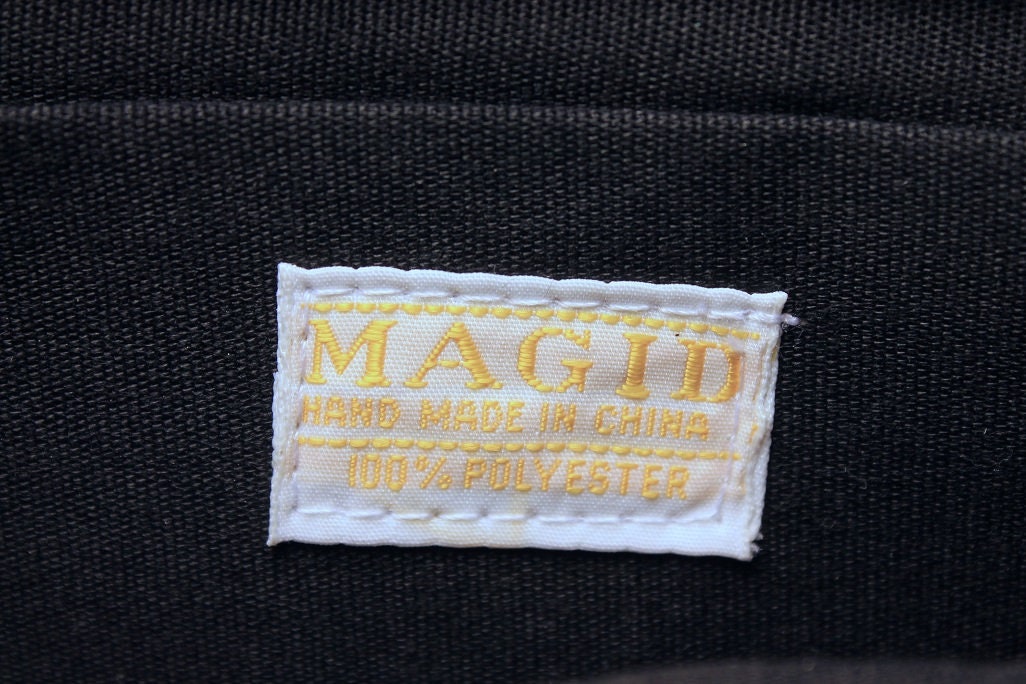 MAGID
HAND MADE IN CHINA
100% POLYESTER